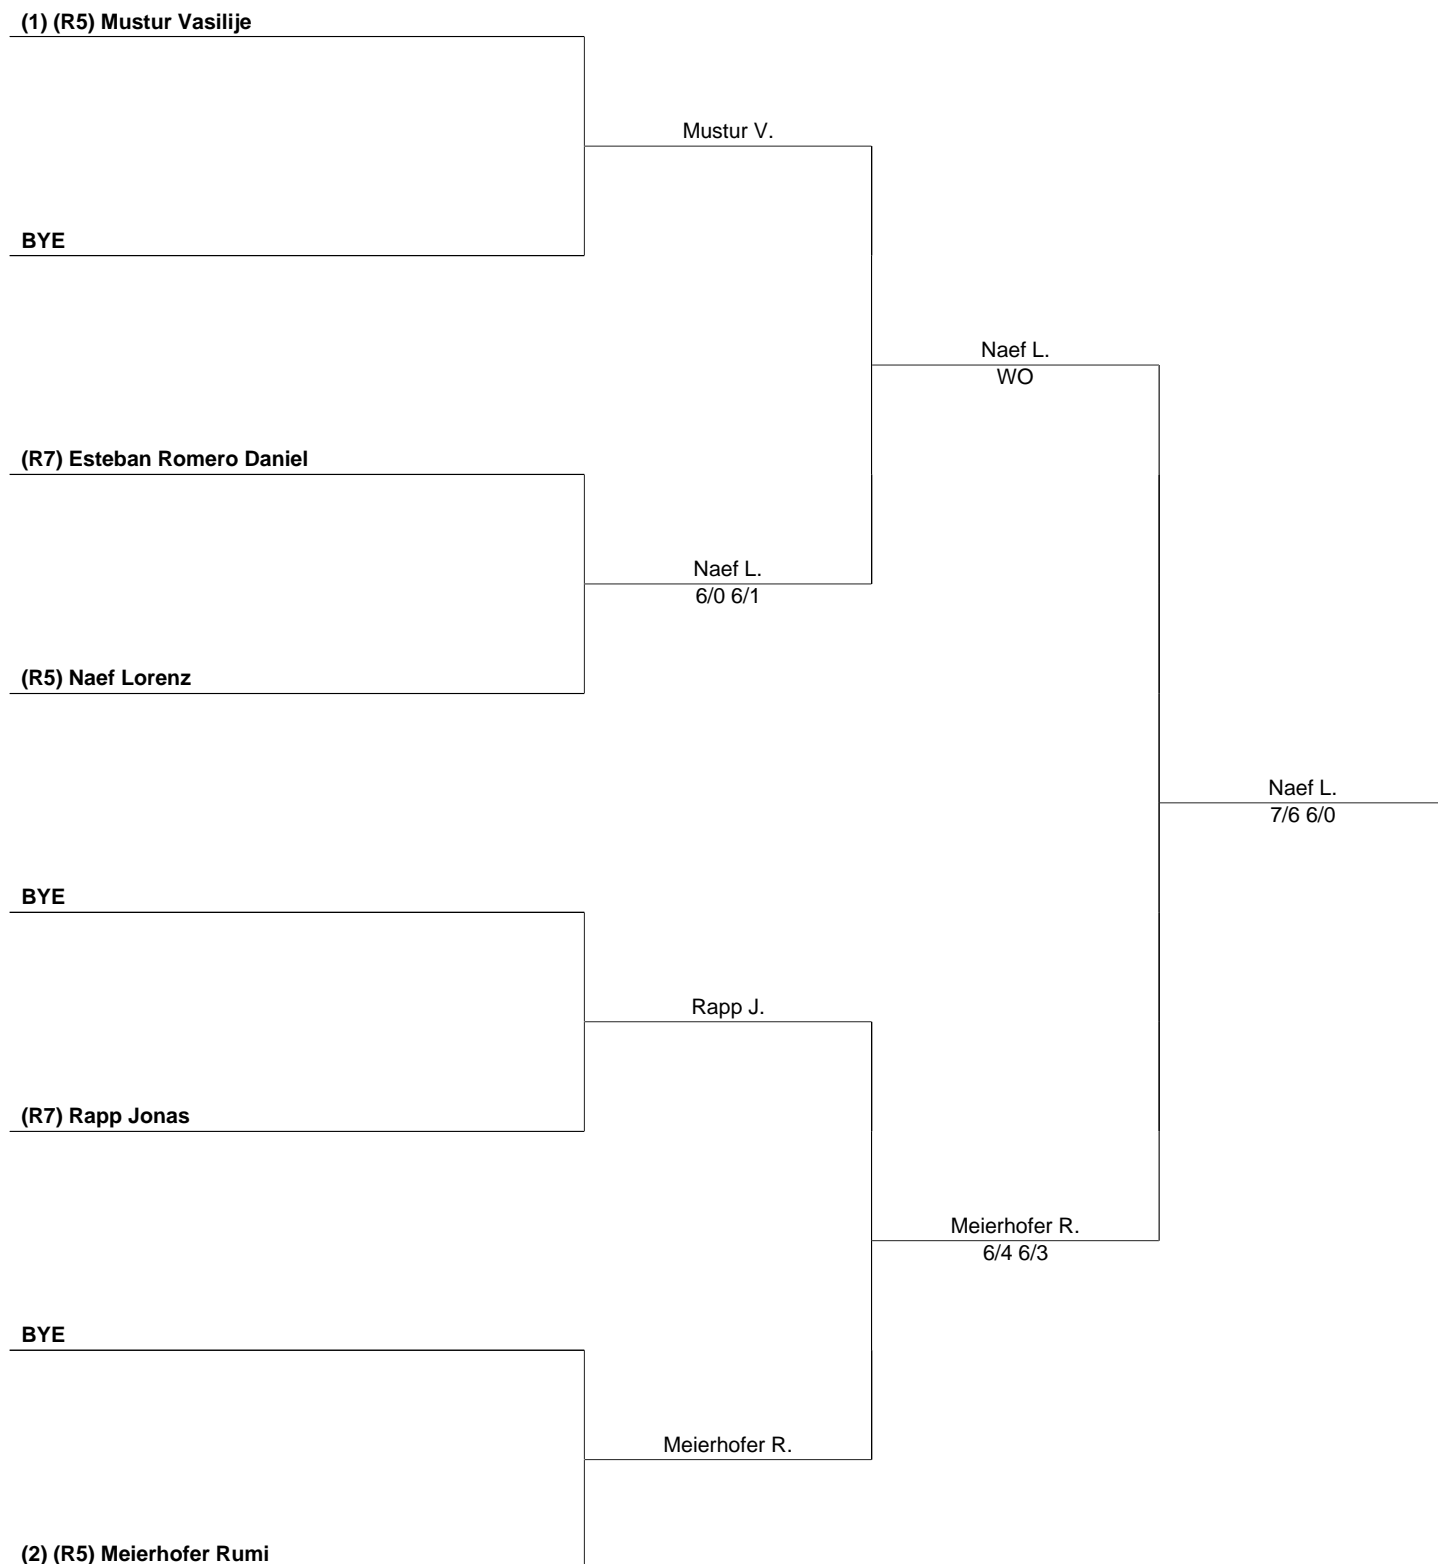 (1) (R5) Mustur Vasilije
Mustur V.
BYE
Naef L.
WO
(R7) Esteban Romero Daniel
Naef L.
6/0 6/1
(R5) Naef Lorenz
Naef L.
7/6 6/0
BYE
Rapp J.
(R7) Rapp Jonas
Meierhofer R.
6/4 6/3
BYE
Meierhofer R.
(2) (R5) Meierhofer Rumi